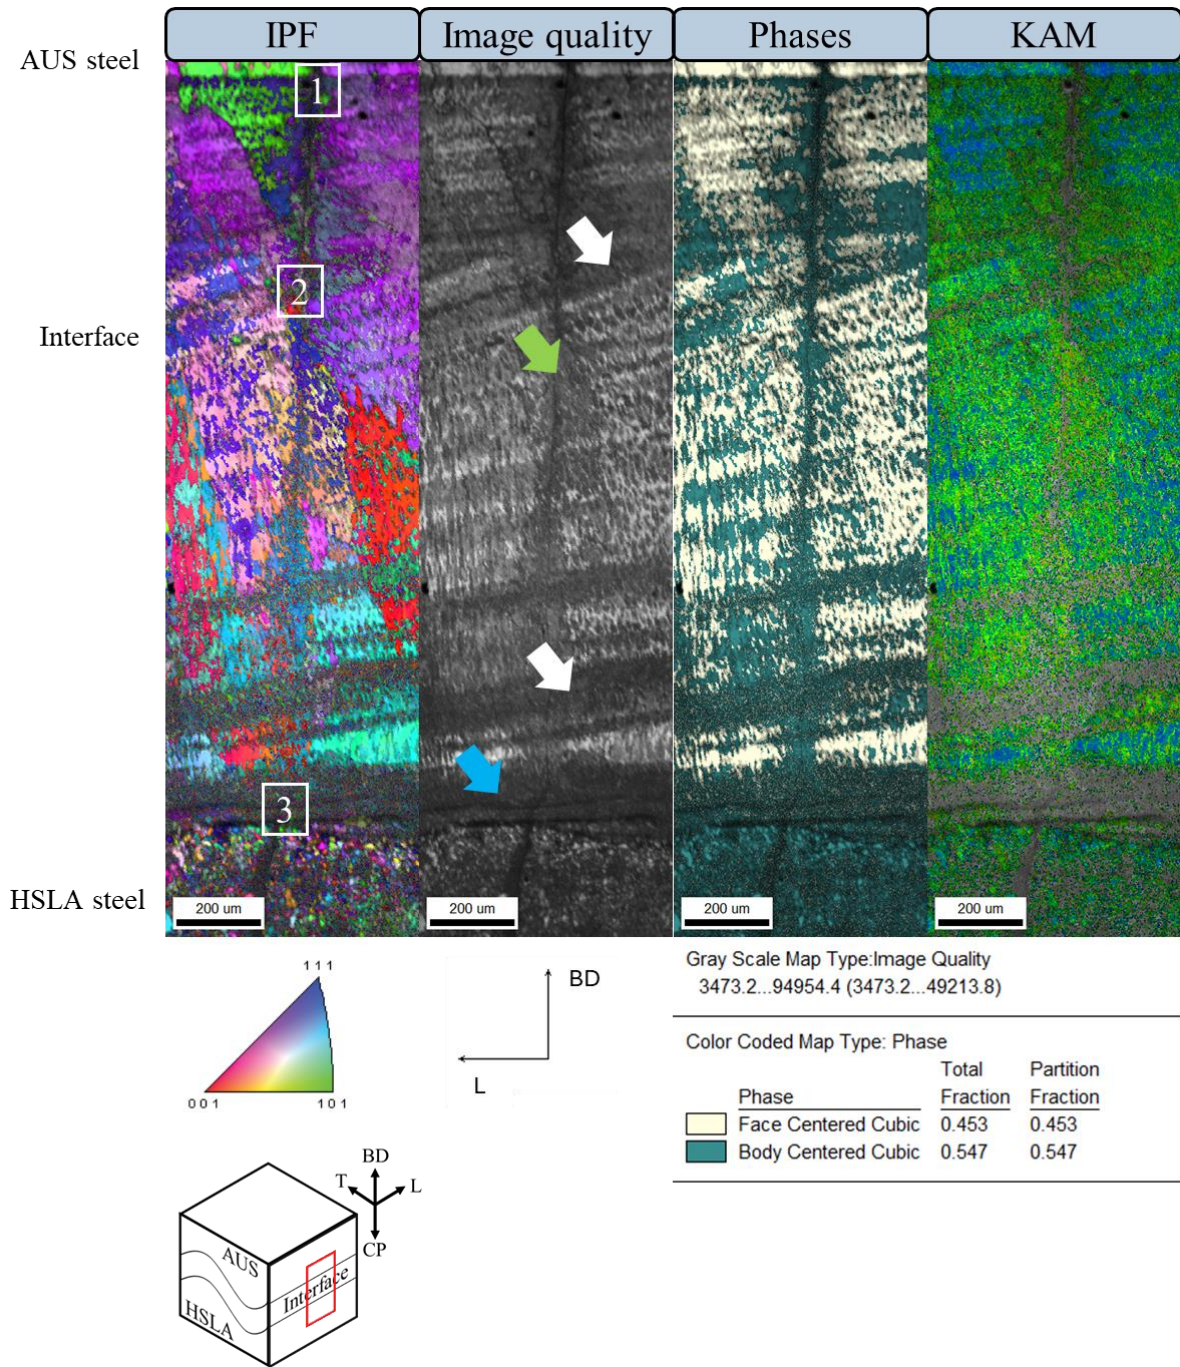 IPF
Image quality
Phases
KAM
AUS steel
1
2
Interface
3
HSLA steel
200 um
200 um
200 um
200 um
111
001
101
BD
L
Gray Scale Map Type:Image Quality
3473.2...94954.4 (3473.2...49213.8)
Color Coded Map Type: Phase
Total Partition
Phase Fraction Fraction
Face Centered Cubic 0.453 0.453
Body Centered Cubic 0.547 0.547
BD
T
L
CP
AUS
Interface
HSLA